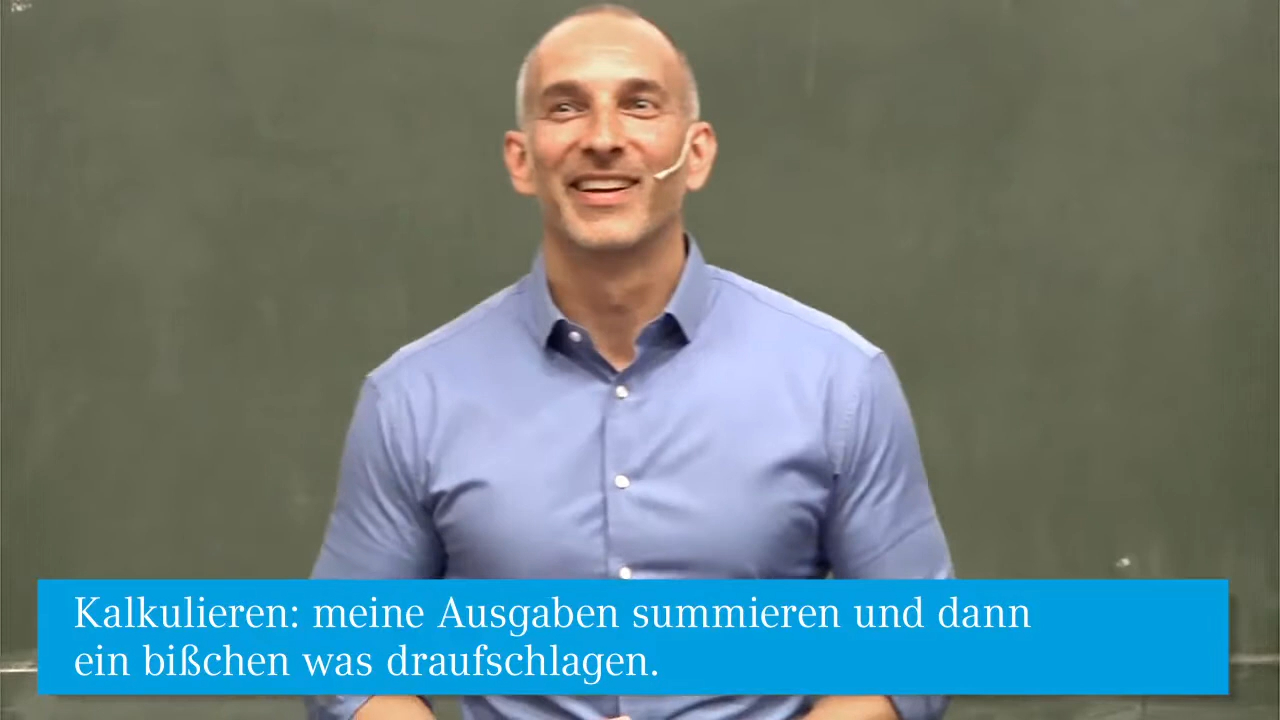 Kalkulieren: meine Ausgaben summieren und dann
ein bißchen was draufschlagen.